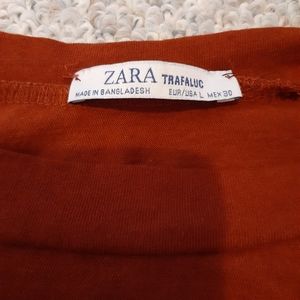 ZARA TRAFALUC
MADE IN BANGLADESH EUR/USA L MEX 30